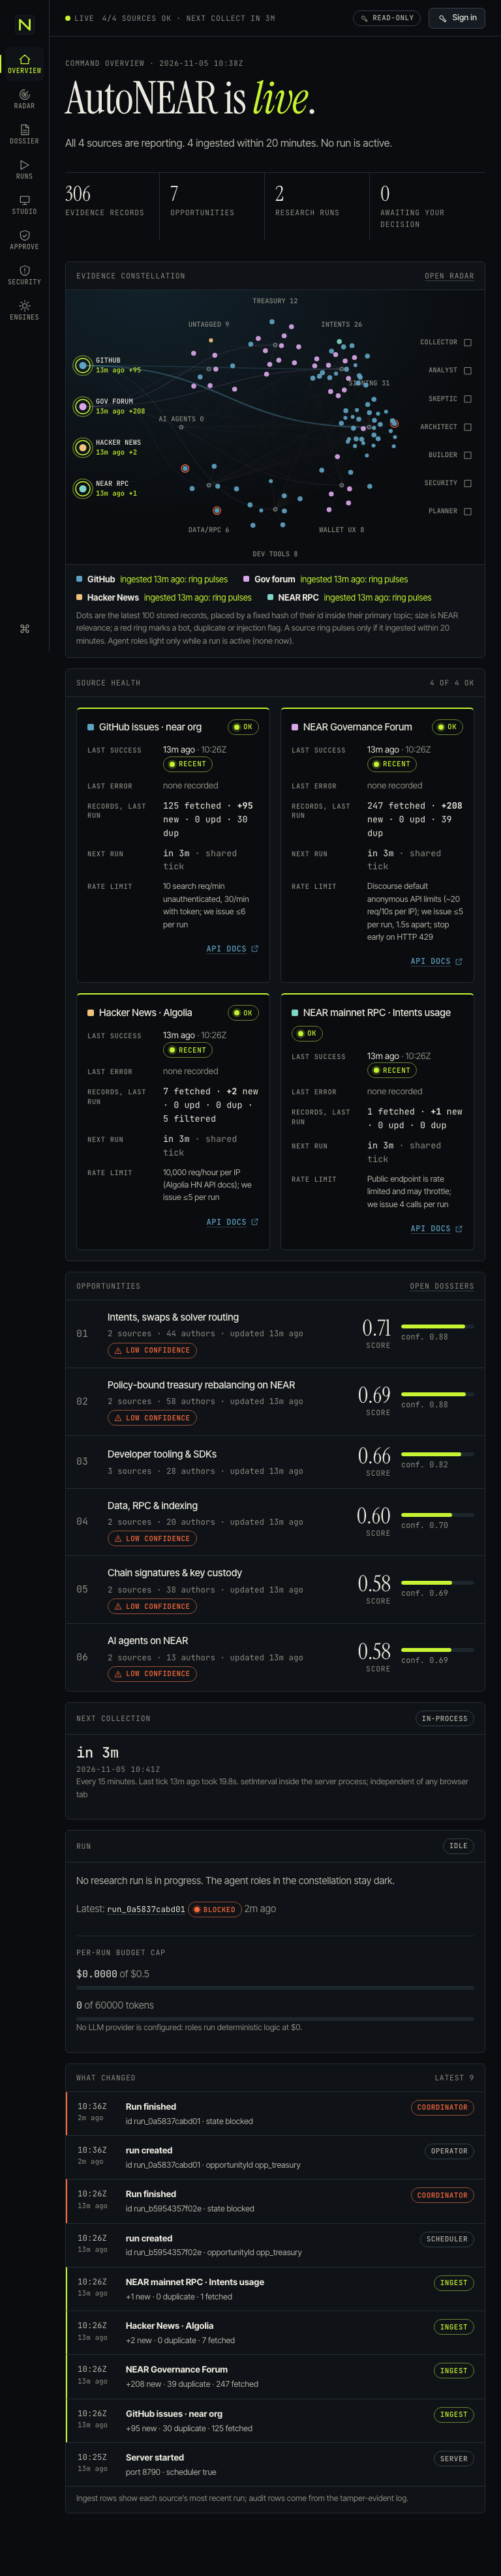 LIVE 4/4 SOURCES OK · NEXT COLLECT IN 3M
READ-ONLY
Sign in
OVERVIEW
RADAR
DOSSIER
RUNS
STUDIO
APPROVE
SECURITY
ENGINES
COMMAND OVERVIEW · 2026-11-05 10:38Z
AutoNEAR is live.
All 4 sources are reporting. 4 ingested within 20 minutes. No run is active.
306
EVIDENCE RECORDS
7
OPPORTUNITIES
2
RESEARCH RUNS
0
AWAITING YOUR
DECISION
EVIDENCE CONSTELLATION
OPEN RADAR
TREASURY 12
UNTAGGED 9
INTENTS 26
GITHUB
13m ago +95
GOV FORUM
13m ago +208
HACKER NEWS
13m ago +2
NEAR RPC
13m ago +1
AI AGENTS 0
SIGNING 31
DATA/RPC 6
WALLET UX 8
DEV TOOLS 8
COLLECTOR
ANALYST
SKEPTIC
ARCHITECT
BUILDER
SECURITY
PLANNER
GitHub ingested 13m ago: ring pulses
Gov forum ingested 13m ago: ring pulses
Hacker News ingested 13m ago: ring pulses
NEAR RPC ingested 13m ago: ring pulses
Dots are the latest 100 stored records, placed by a fixed hash of their id inside their primary topic; size is NEAR
relevance; a red ring marks a bot, duplicate or injection flag. A source ring pulses only if it ingested within 20
minutes. Agent roles light only while a run is active (none now).
SOURCE HEALTH
4 OF 4 OK
GitHub issues · near org
OK
LAST SUCCESS
13m ago · 10:26Z
RECENT
LAST ERROR
none recorded
RECORDS, LAST
RUN
125 fetched · +95
new · 0 upd · 30
dup
NEXT RUN
in 3m · shared
tick
RATE LIMIT
10 search req/min
unauthenticated, 30/min
with token; we issue ≤6
per run
API DOCS
NEAR Governance Forum
OK
LAST SUCCESS
13m ago · 10:26Z
RECENT
LAST ERROR
none recorded
RECORDS, LAST
RUN
247 fetched · +208
new · 0 upd · 39
dup
NEXT RUN
in 3m · shared
tick
RATE LIMIT
Discourse default
anonymous API limits (~20
req/10s per IP); we issue ≤5
per run, 1.5s apart; stop
early on HTTP 429
API DOCS
Hacker News · Algolia
OK
LAST SUCCESS
13m ago · 10:26Z
RECENT
LAST ERROR
none recorded
RECORDS, LAST
RUN
7 fetched · +2 new
· 0 upd · 0 dup ·
5 filtered
NEXT RUN
in 3m · shared
tick
RATE LIMIT
10,000 req/hour per IP
(Algolia HN API docs); we
issue ≤5 per run
API DOCS
NEAR mainnet RPC · Intents usage
OK
LAST SUCCESS
13m ago · 10:26Z
RECENT
LAST ERROR
none recorded
RECORDS, LAST
RUN
1 fetched · +1 new
· 0 upd · 0 dup
NEXT RUN
in 3m · shared
tick
RATE LIMIT
Public endpoint is rate
limited and may throttle;
we issue 4 calls per run
API DOCS
OPPORTUNITIES
OPEN DOSSIERS
01
Intents, swaps & solver routing
2 sources · 44 authors · updated 13m ago
LOW CONFIDENCE
0.71
SCORE
conf. 0.88
02
Policy-bound treasury rebalancing on NEAR
2 sources · 58 authors · updated 13m ago
LOW CONFIDENCE
0.69
SCORE
conf. 0.88
03
Developer tooling & SDKs
3 sources · 28 authors · updated 13m ago
0.66
SCORE
conf. 0.82
04
Data, RPC & indexing
2 sources · 20 authors · updated 13m ago
LOW CONFIDENCE
0.60
SCORE
conf. 0.70
05
Chain signatures & key custody
2 sources · 38 authors · updated 13m ago
LOW CONFIDENCE
0.58
SCORE
conf. 0.69
06
AI agents on NEAR
2 sources · 13 authors · updated 13m ago
LOW CONFIDENCE
0.58
SCORE
conf. 0.69
NEXT COLLECTION
IN-PROCESS
in 3m
2026-11-05 10:41Z
Every 15 minutes. Last tick 13m ago took 19.8s. setInterval inside the server process; independent of any browser
tab
RUN
IDLE
No research run is in progress. The agent roles in the constellation stay dark.
Latest: run_0a5837cabd01 BLOCKED 2m ago
PER-RUN BUDGET CAP
$0.0000 of $0.5
0 of 60000 tokens
No LLM provider is configured: roles run deterministic logic at $0.
WHAT CHANGED
LATEST 9
10:36Z
2m ago
Run finished
id run_0a5837cabd01 · state blocked
COORDINATOR
10:36Z
2m ago
run created
id run_0a5837cabd01 · opportunityId opp_treasury
OPERATOR
10:26Z
13m ago
Run finished
id run_b5954357f02e · state blocked
COORDINATOR
10:26Z
13m ago
run created
id run_b5954357f02e · opportunityId opp_treasury
SCHEDULER
10:26Z
13m ago
NEAR mainnet RPC · Intents usage
+1 new · 0 duplicate · 1 fetched
INGEST
10:26Z
13m ago
Hacker News · Algolia
+2 new · 0 duplicate · 7 fetched
INGEST
10:26Z
13m ago
NEAR Governance Forum
+208 new · 39 duplicate · 247 fetched
INGEST
10:26Z
13m ago
GitHub issues · near org
+95 new · 30 duplicate · 125 fetched
INGEST
10:25Z
13m ago
Server started
port 8790 · scheduler true
SERVER
Ingest rows show each source's most recent run; audit rows come from the tamper-evident log.